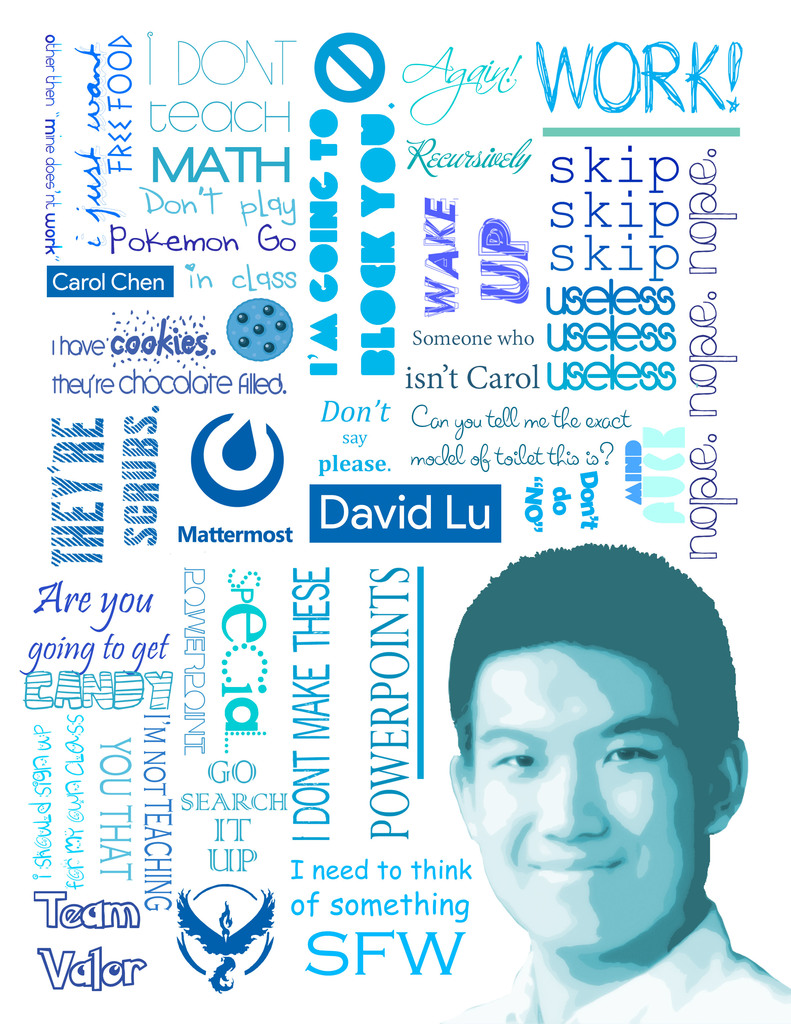 other then "mine does'nt work"
i just want
FREE FOOD
I DONT
teach
MATH
Don't play
Pokemon Go
in class
Carol Chen
I'M GOING TO
BLOCK YOU.
Again!
Recursively
WORK!
skip
skip
skip
useless
useless
useless
nope. nope. nope.
WAKE
UP
Someone who
isn't Carol
i have cookies.
they're chocolate filled.
THEY'RE
SCRUBS.
Mattermost
Don't
say
please.
Can you tell me the exact
model of toilet this is?
David Lu
Don't
do
"NO"
MIND
FUCK
Are you
going to get
CANDY
I should sign up
for my own class
I'M NOT TEACHING
YOU THAT
special...
POWERPOINT
GO
SEARCH
IT
UP
I DONT MAKE THESE
POWERPOINTS
Team
Valor
I need to think
of something
SFW